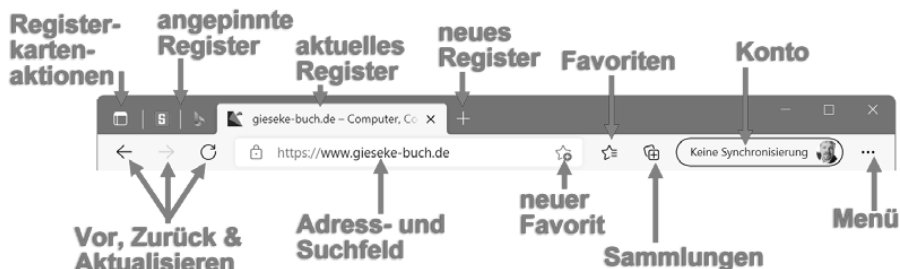 Register-
karten-
aktionen
angepinnte
Register
aktuelles
Register
neues
Register
Favoriten
Konto
gieseke-buch.de – Computer, Co
https://www.gieseke-buch.de
Keine Synchronisierung
Vor, Zurück &
Aktualisieren
Adress- und
Suchfeld
neuer
Favorit
Sammlungen
Menü